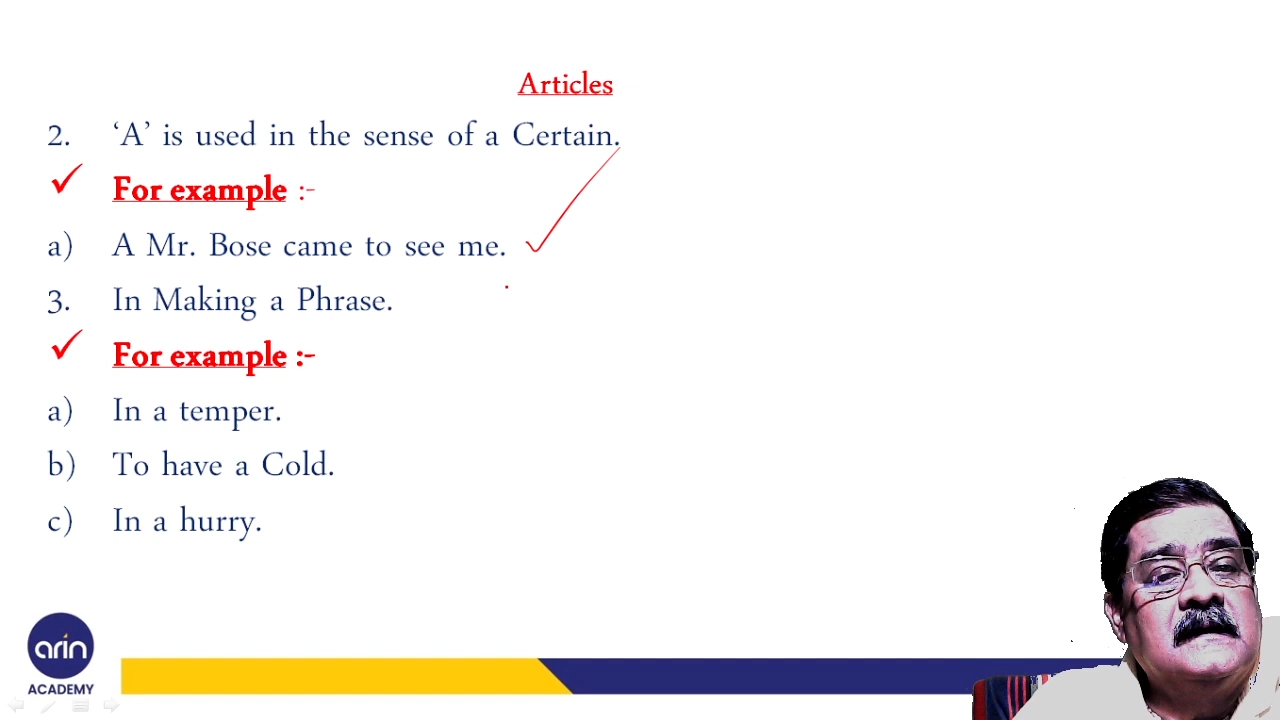 Articles
2. ‘A’ is used in the sense of a Certain.
For example :-
a) A Mr. Bose came to see me.
3. In Making a Phrase.
For example :-
a) In a temper.
b) To have a Cold.
c) In a hurry.
arin
ACADEMY